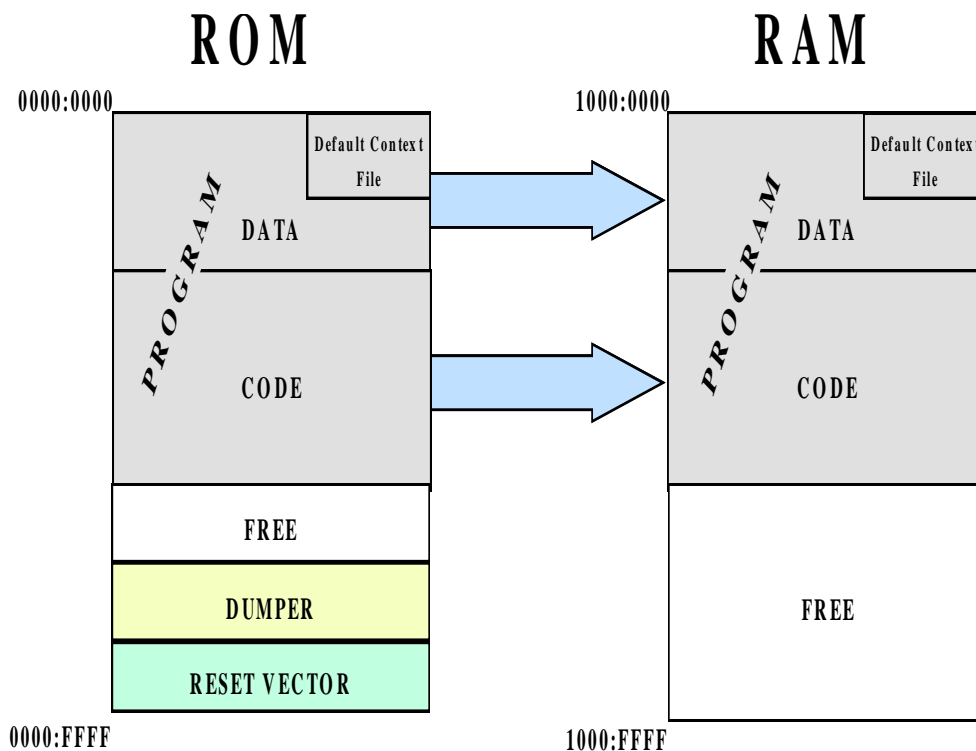 ROM
0000:0000
Default Context
File
PROGRAM
DATA
CODE
FREE
DUMPER
RESET VECTOR
0000:FFFF
RAM
1000:0000
Default Context
File
PROGRAM
DATA
CODE
FREE
1000:FFFF